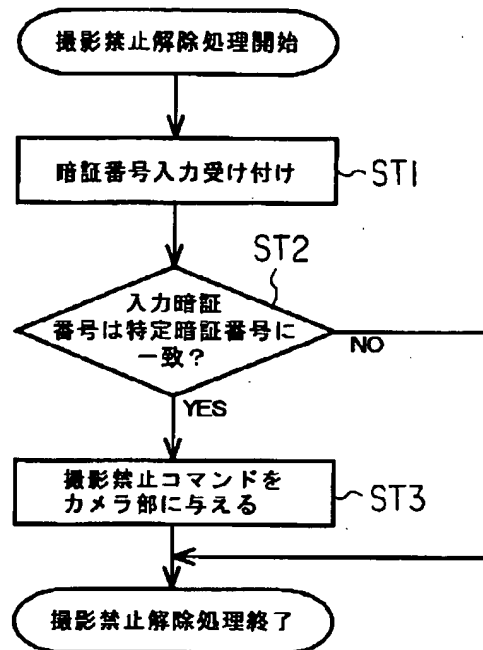 撮影禁止解除処理開始
暗証番号入力受け付け
ST1
ST2
入力暗証
番号は特定暗証番号に
一致?
NO
YES
撮影禁止コマンドを
カメラ部に与える
ST3
撮影禁止解除処理終了